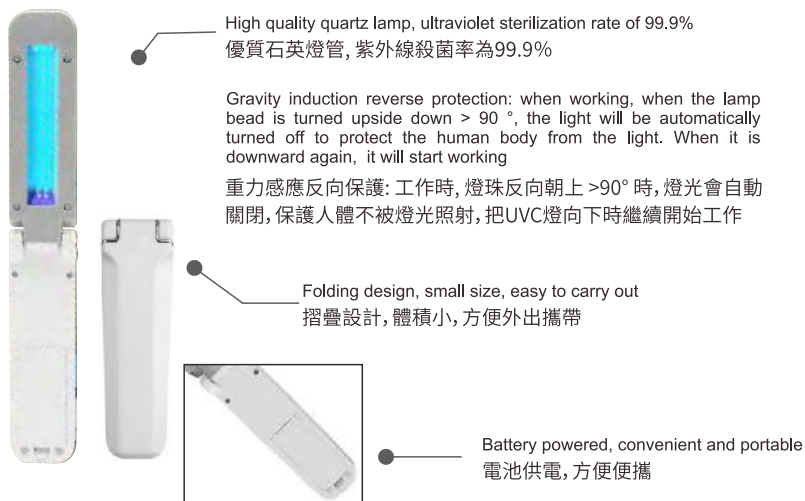 High quality quartz lamp, ultraviolet sterilization rate of 99.9%
優質石英燈管, 紫外線殺菌率為99.9%
Gravity induction reverse protection: when working, when the lamp
bead is turned upside down > 90 °, the light will be automatically
turned off to protect the human body from the light. When it is
downward again, it will start working
重力感應反向保護: 工作時, 燈珠反向朝上 >90° 時, 燈光會自動
關閉, 保護人體不被燈光照射, 把UVC燈向下時繼續開始工作
Folding design, small size, easy to carry out
摺疊設計, 體積小, 方便外出攜帶
Battery powered, convenient and portable
電池供電, 方便便攜